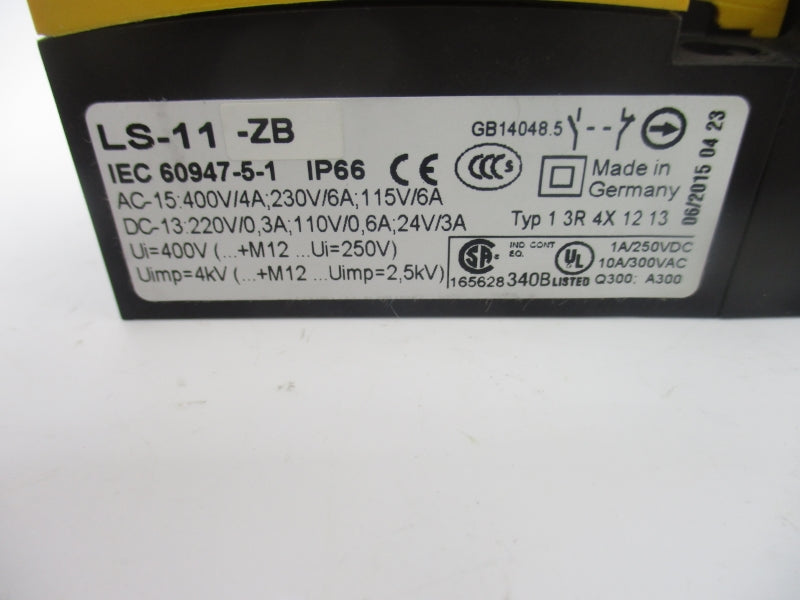 LS-11 -ZB
GB14048.5
IEC 60947-5-1 IP66 CE CCC S
Made in
Germany
AC-15:400V/4A;230V/6A;115V/6A
DC-13:220V/0,3A;110V/0,6A;24V/3A
Typ 1 3R 4X 12 13
Ui=400V (...+M12 ...Ui=250V)
Uimp=4kV (...+M12 ...Uimp=2,5kV)
SA
165628
IND CONT
EQ.
340B
UL
LISTED
1A/250VDC
10A/300VAC
Q300; A300
06/2015 04 23